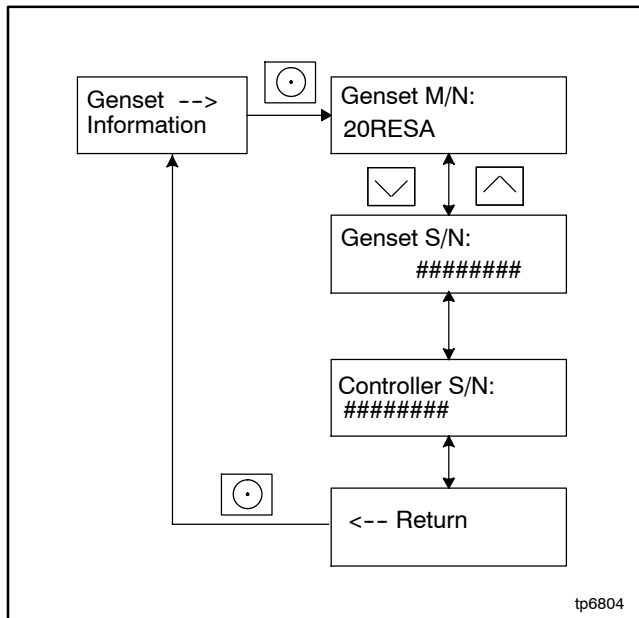 Genset -->
Information
Genset M/N:
20RESA
Genset S/N:
########
Controller S/N:
########
<-- Return
tp6804